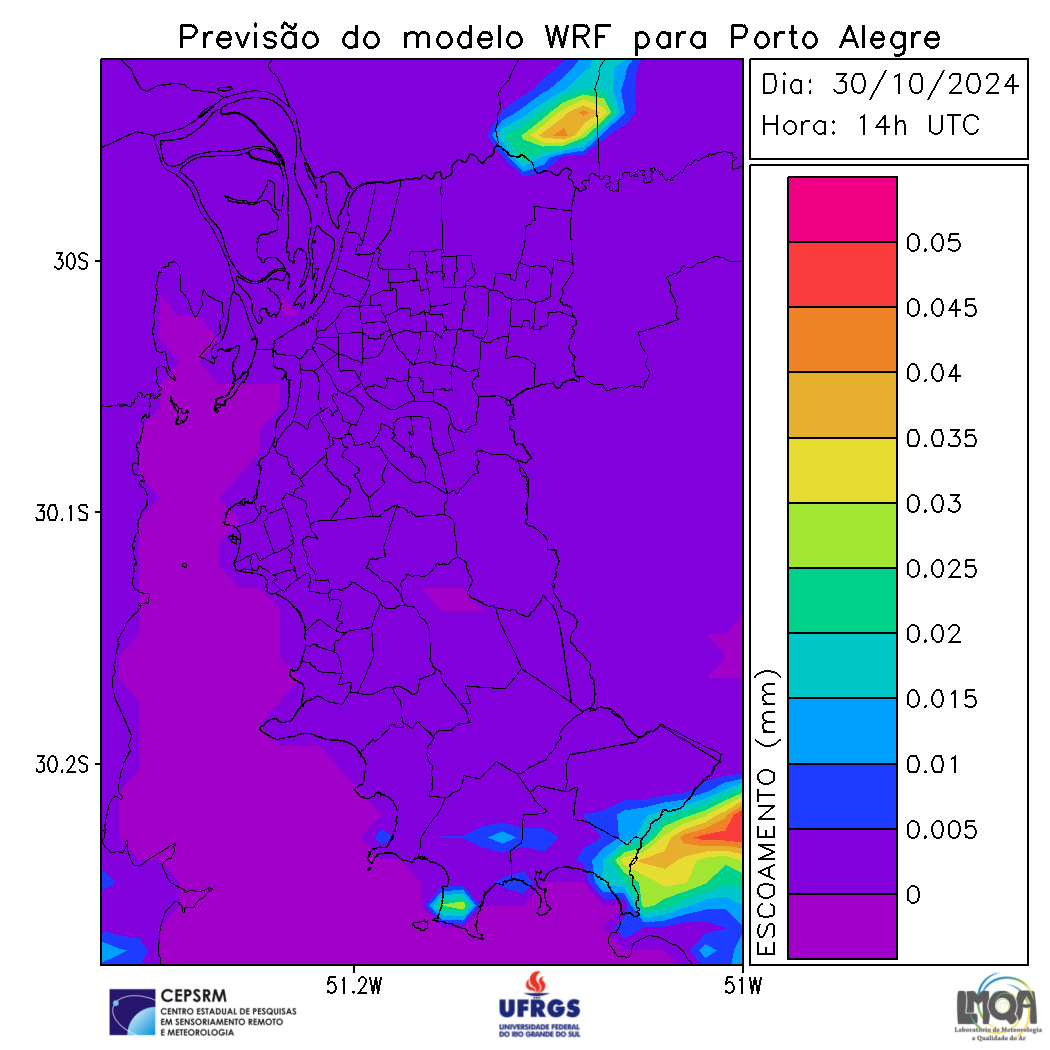 Previsão do modelo WRF para Porto Alegre
Dia: 30/10/2024
Hora: 14h UTC
30S
30.1S
30.2S
51.2W
51W
ESCOAMENTO (mm)
0.05
0.045
0.04
0.035
0.03
0.025
0.02
0.015
0.01
0.005
0
CEPSRM
CENTRO ESTADUAL DE PESQUISAS
EM SENSORIAMENTO REMOTO
E METEOROLOGIA
UFRGS
UNIVERSIDADE FEDERAL
DO RIO GRANDE DO SUL
LMQA
Laboratório de Meteorologia
e Qualidade do Ar